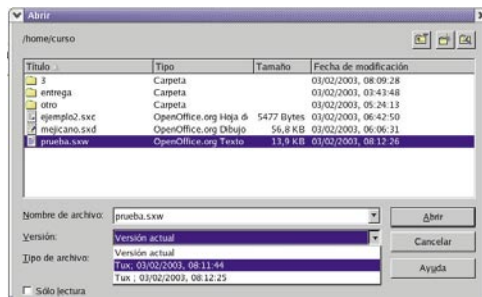 Abrir
/home/curso
Título Tipo Tamaño Fecha de modificación
3 Carpeta 03/02/2003, 08:09:28
entrega Carpeta 03/02/2003, 03:43:48
otro Carpeta 03/02/2003, 05:24:13
ejemplo2.sxc OpenOffice.org Hoja d 5477 Bytes 03/02/2003, 06:42:50
mejicano.sxd OpenOffice.org Dibujo 56,8 KB 03/02/2003, 06:06:31
prueba.sxw OpenOffice.org Texto 13,9 KB 03/02/2003, 08:12:26
Nombre de archivo: prueba.sxw Abrir
Versión: Versión actual Cancelar
Versión actual
Tipo de archivo: Tux; 03/02/2003, 08:11:44 Ayuda
Tux ; 03/02/2003, 08:12:25
Sólo lectura